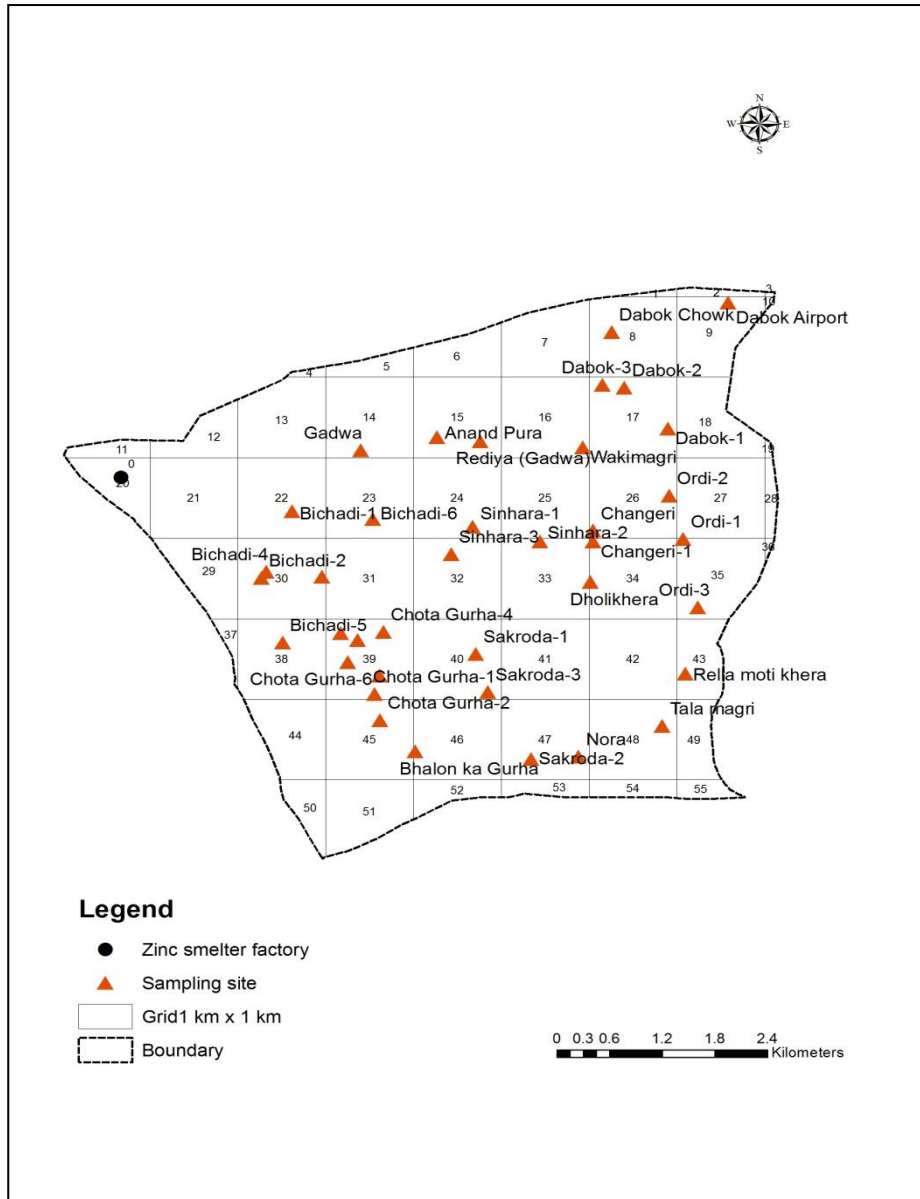 N
W E
S
1 2 3
10
Dabok Chowk
Dabok Airport
7 8 9
6
5
4
Dabok-3 Dabok-2
13 14 15 16 17 18
12
Gadwa Anand Pura
Dabok-1
11
Rediya (Gadwa) Wakimagri
19
0
20
Ordi-2
21 22 23 24 25 26 27 28
Bichadi-1 Bichadi-6 Sinhara-1 Changeri
Ordi-1
Sinhara-3 Sinhara-2
Changeri-1
36
Bichadi-4 Bichadi-2
29 30 31 32 33 34 35
Dholikhera Ordi-3
Chota Gurha-4
Bichadi-5
37
Sakroda-1
38 39 40 41 42 43
Chota Gurha-6 Chota Gurha-1 Sakroda-3 Rella moti khera
Chota Gurha-2
Tala magri
44 45 46 47 Nora 48 49
Bhalon ka Gurha Sakroda-2
52 53 54 55
50 51
Legend
Zinc smelter factory
Sampling site
Grid1 km x 1 km
Boundary
0 0.3 0.6 1.2 1.8 2.4
Kilometers